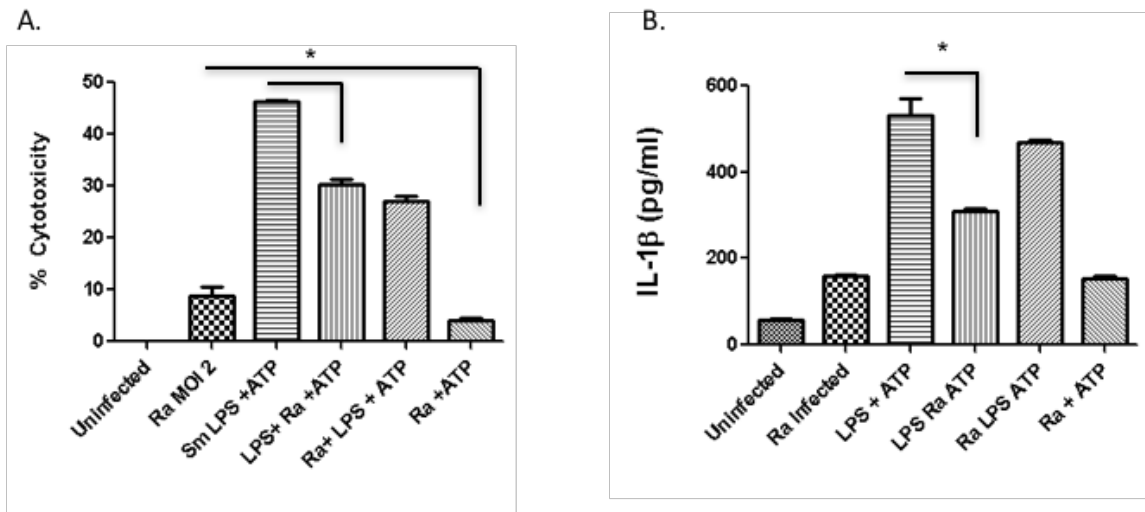 A.
*
50
40
30
20
10
0
% Cytotoxicity
Uninfected
Ra MOI 2
Sm LPS +ATP
LPS+ Ra +ATP
Ra+ LPS + ATP
Ra +ATP
B.
*
600
400
200
0
IL-1β (pg/ml)
Uninfected
Ra Infected
LPS + ATP
LPS Ra ATP
Ra LPS ATP
Ra + ATP